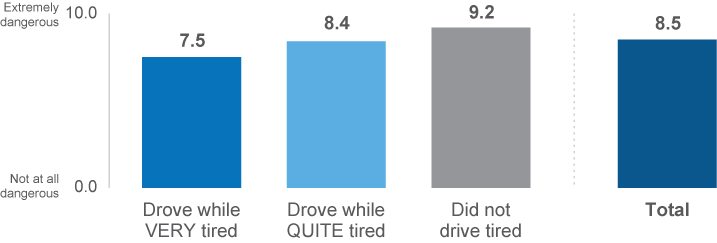 Extremely
dangerous
10.0
7.5
8.4
9.2
8.5
Not at all
dangerous
0.0
Drove while
VERY tired
Drove while
QUITE tired
Did not
drive tired
Total